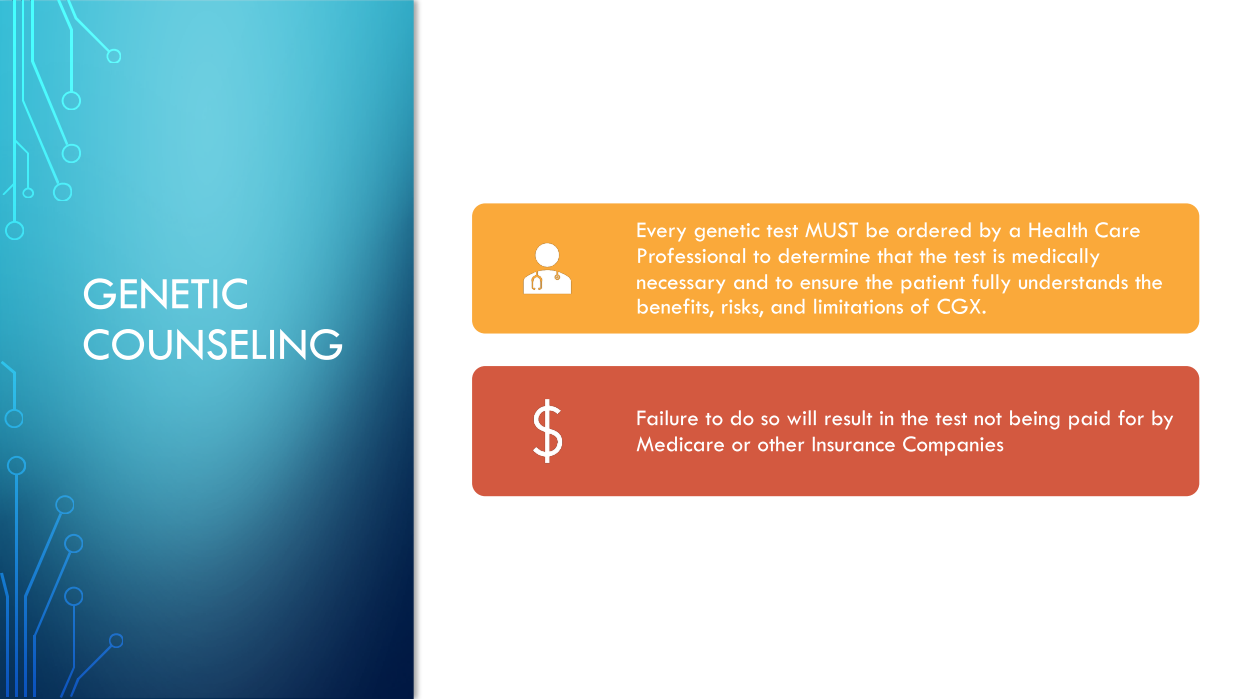 GENETIC
COUNSELING
Every genetic test MUST be ordered by a Health Care
Professional to determine that the test is medically
necessary and to ensure the patient fully understands the
benefits, risks, and limitations of CGX.
$
Failure to do so will result in the test not being paid for by
Medicare or other Insurance Companies